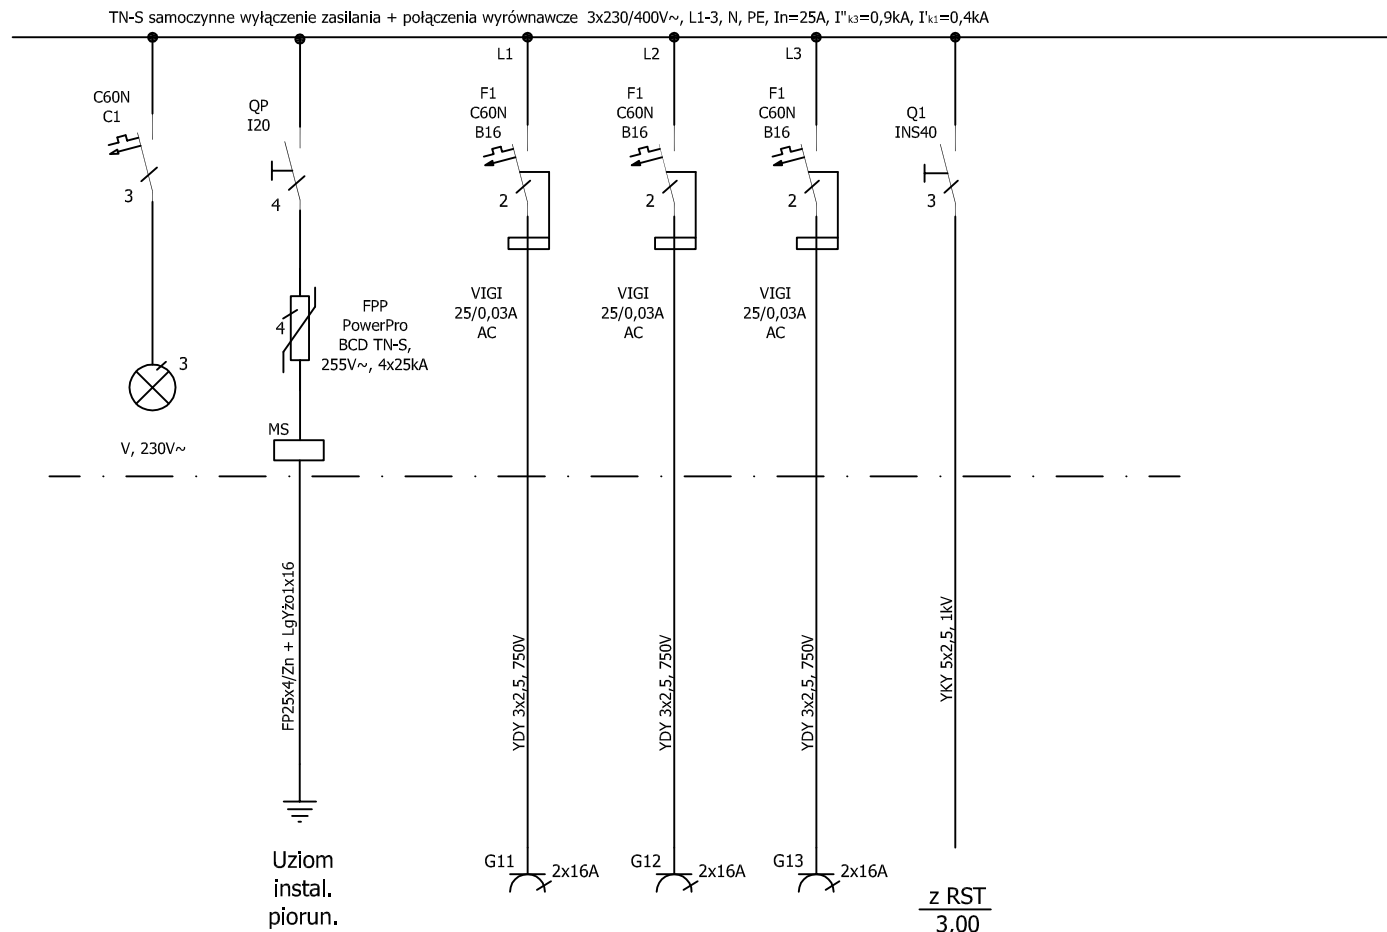 TN-S samoczynne wyłączenie zasilania + połączenia wyrównawcze 3x230/400V~, L1-3, N, PE, In=25A, I"k3=0,9kA, I'k1=0,4kA
L1
L2
L3
C60N
C1
3
3
V, 230V~
QP
I20
4
4
FPP
PowerPro
BCD TN-S,
255V~, 4x25kA
MS
FP25x4/Zn + LgYżo1x16
Uziom
instal.
piorun.
F1
C60N
B16
2
VIGI
25/0,03A
AC
YDY 3x2,5, 750V
G11
2x16A
F1
C60N
B16
2
VIGI
25/0,03A
AC
YDY 3x2,5, 750V
G12
2x16A
F1
C60N
B16
2
VIGI
25/0,03A
AC
YDY 3x2,5, 750V
G13
2x16A
Q1
INS40
3
YKY 5x2,5, 1kV
z RST
3,00